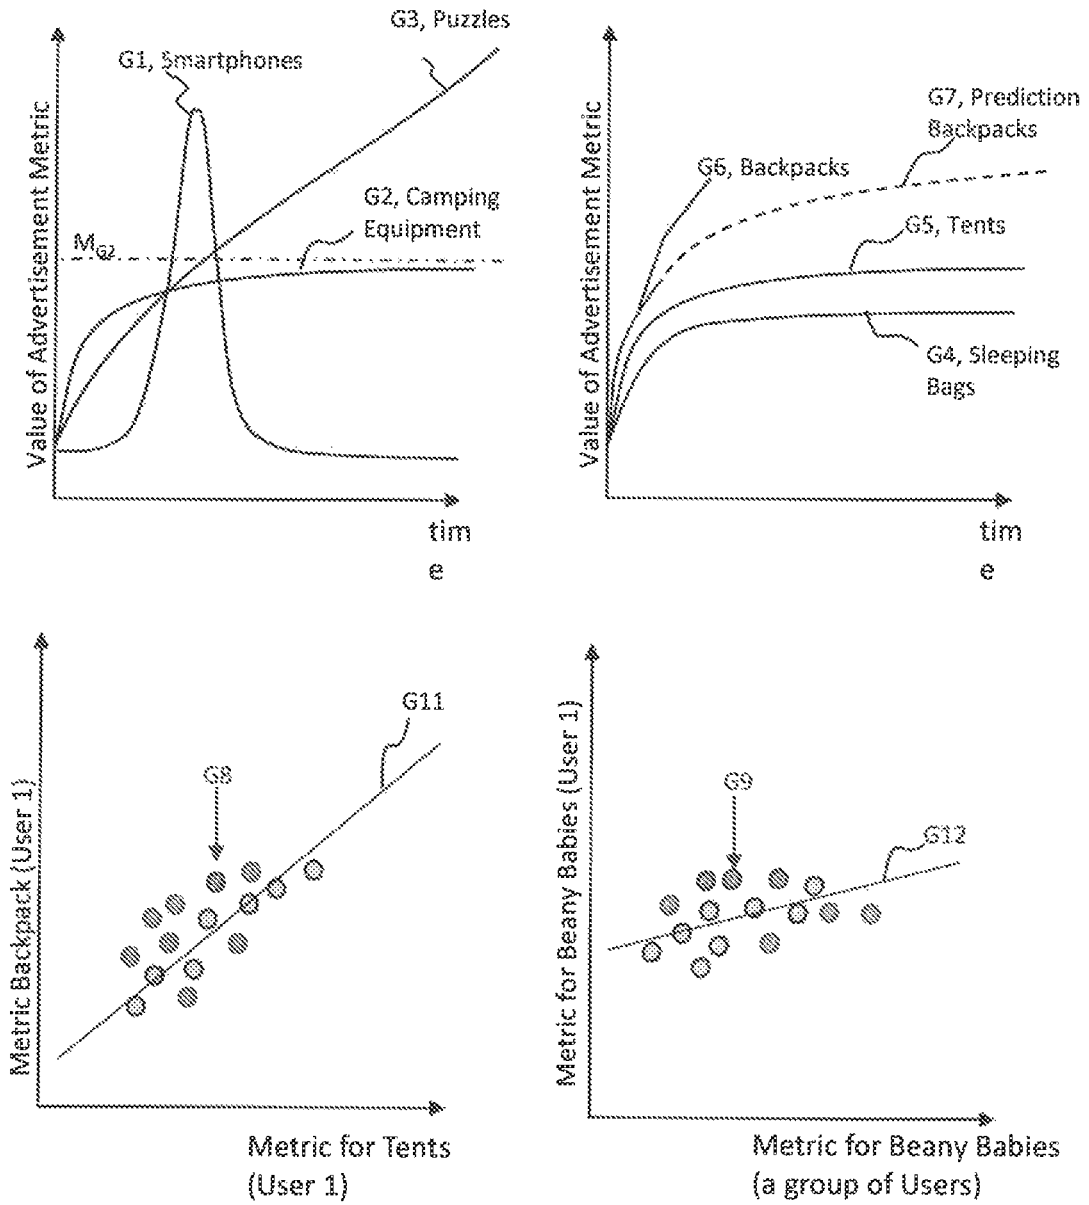 G3, Puzzles
G1, Smartphones
G2, Camping
Equipment
MG2
Value of Advertisement Metric
tim
e
G7, Prediction
Backpacks
G6, Backpacks
G5, Tents
G4, Sleeping
Bags
Value of Advertisement Metric
tim
e
G11
G8
Metric Backpack (User 1)
Metric for Tents
(User 1)
G9
G12
Metric for Beany Babies (User 1)
Metric for Beany Babies
(a group of Users)